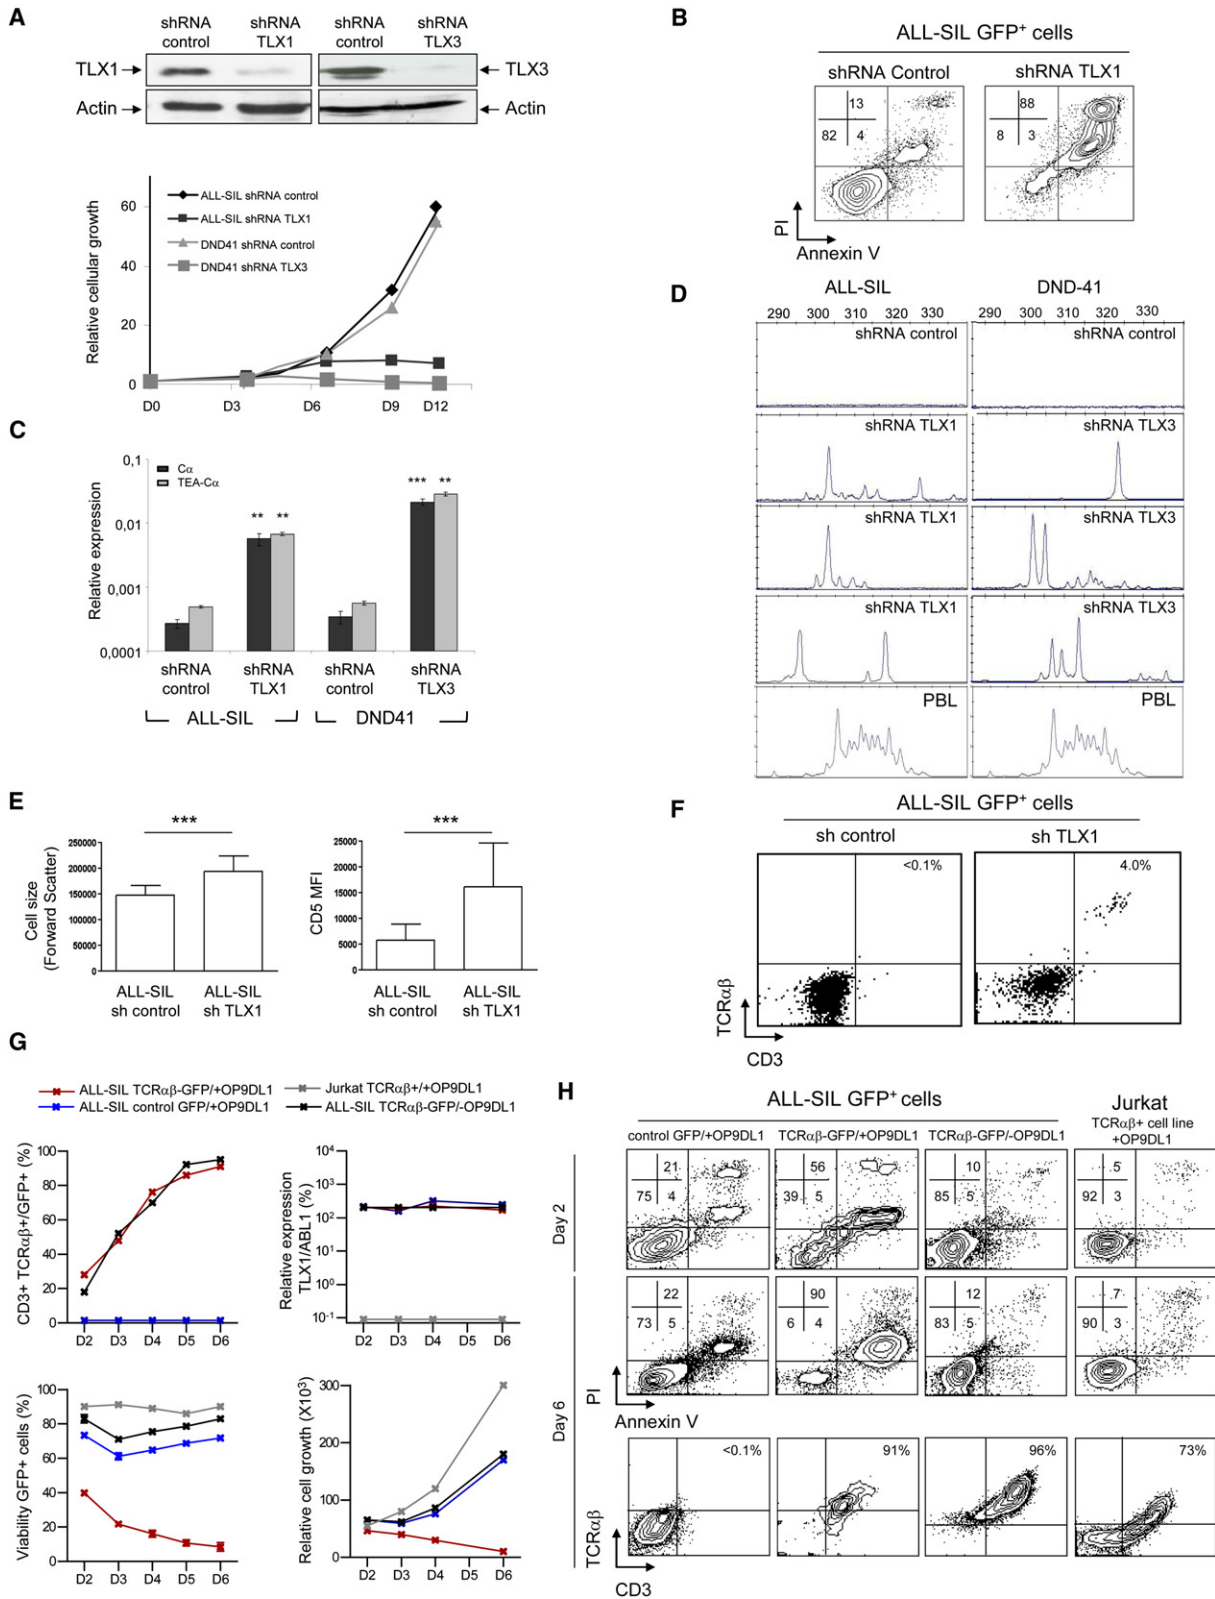 A
shRNA control
shRNA TLX1
shRNA control
shRNA TLX3
TLX1
TLX3
Actin
Actin
Relative cellular growth
60
40
20
0
D0 D3 D6 D9 D12
ALL-SIL shRNA control
ALL-SIL shRNA TLX1
DND41 shRNA control
DND41 shRNA TLX3
B
ALL-SIL GFP+ cells
shRNA Control
shRNA TLX1
13
82 4
88
8 3
PI
Annexin V
C
Relative expression
0,1
0,01
0,001
0,0001
Cα
TEA-Cα
** **
*** **
shRNA control
shRNA TLX1
shRNA control
shRNA TLX3
ALL-SIL
DND41
D
ALL-SIL
DND-41
290 300 310 320 330
290 300 310 320 330
shRNA control
shRNA control
shRNA TLX1
shRNA TLX3
shRNA TLX1
shRNA TLX3
shRNA TLX1
shRNA TLX3
PBL
PBL
E
Cell size
(Forward Scatter)
250000
200000
150000
100000
50000
0
***
ALL-SIL sh control
ALL-SIL sh TLX1
CD5 MFI
25000
20000
15000
10000
5000
0
***
ALL-SIL sh control
ALL-SIL sh TLX1
F
ALL-SIL GFP+ cells
sh control
sh TLX1
<0.1%
4.0%
TCRαβ
CD3
G
ALL-SIL TCRαβ-GFP/+OP9DL1
Jurkat TCRαβ+/+OP9DL1
ALL-SIL control GFP/+OP9DL1
ALL-SIL TCRαβ-GFP/-OP9DL1
CD3+ TCRαβ+/GFP+ (%)
100
80
60
40
20
0
D2 D3 D4 D5 D6
Relative expression
TLX1/ABL1 (%)
10⁴
10³
10²
10¹
10⁰
10⁻¹
D2 D3 D4 D5 D6
Viability GFP+ cells (%)
100
80
60
40
20
0
D2 D3 D4 D5 D6
Relative cell growth (X10³)
300
200
100
0
D2 D3 D4 D5 D6
H
ALL-SIL GFP+ cells
Jurkat
control GFP/+OP9DL1
TCRαβ-GFP/+OP9DL1
TCRαβ-GFP/-OP9DL1
TCRαβ+ cell line
+OP9DL1
Day 2
21
75 4
56
39 5
10
85 5
5
92 3
Day 6
22
73 5
90
6 4
12
83 5
7
90 3
PI
Annexin V
<0.1%
91%
96%
73%
TCRαβ
CD3